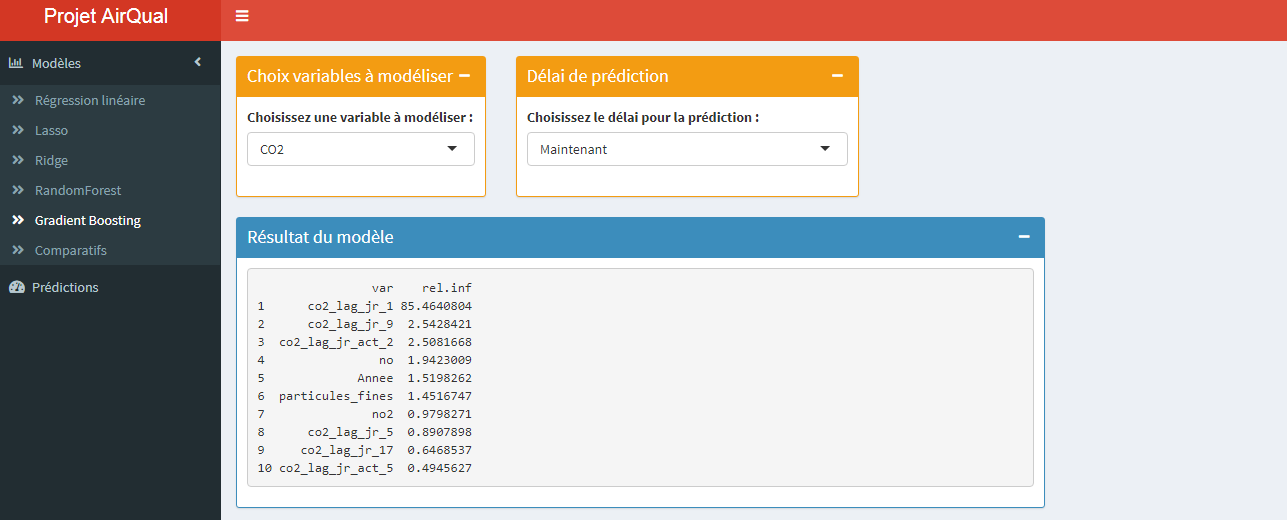 Projet AirQual
Modèles
Régression linéaire
Lasso
Ridge
RandomForest
Gradient Boosting
Comparatifs
Prédictions
Choix variables à modéliser
Choisissez une variable à modéliser :
CO2
Délai de prédiction
Choisissez le délai pour la prédiction :
Maintenant
Résultat du modèle
var rel.inf
1 co2_lag_jr_1 85.4640804
2 co2_lag_jr_9 2.5428421
3 co2_lag_jr_act_2 2.5081668
4 no 1.9423009
5 Annee 1.5198262
6 particules_fines 1.4516747
7 no2 0.9798271
8 co2_lag_jr_5 0.8907898
9 co2_lag_jr_17 0.6468537
10 co2_lag_jr_act_5 0.4945627